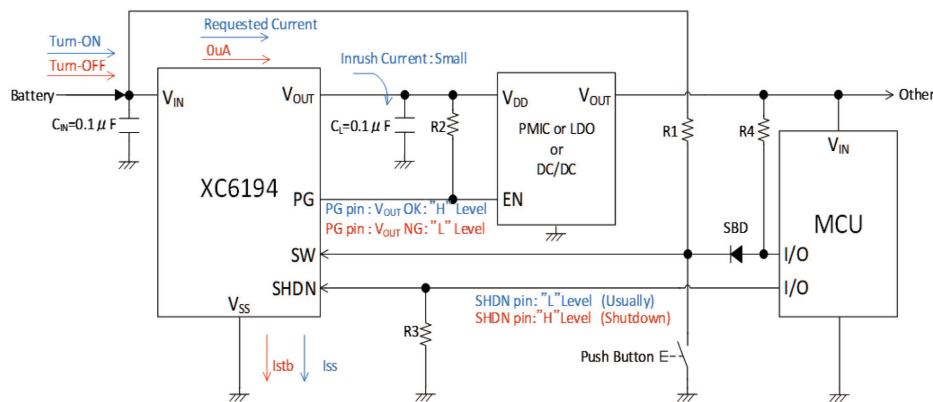 Turn-ON
Requested Current
Turn-OFF
0uA
Inrush Current : Small
Battery
VIN
VOUT
VDD
VOUT
Other
CIN=0.1μF
CL=0.1μF
R2
PMIC or LDO
or
DC/DC
R1
R4
VIN
XC6194
PG
EN
MCU
PG pin : VOUT OK : "H" Level
PG pin : VOUT NG : "L" Level
SBD
SW
I/O
SHDN
I/O
SHDN pin: "L" Level (Usually)
SHDN pin: "H" Level (Shutdown)
VSS
R3
Push Button
Istb
Iss